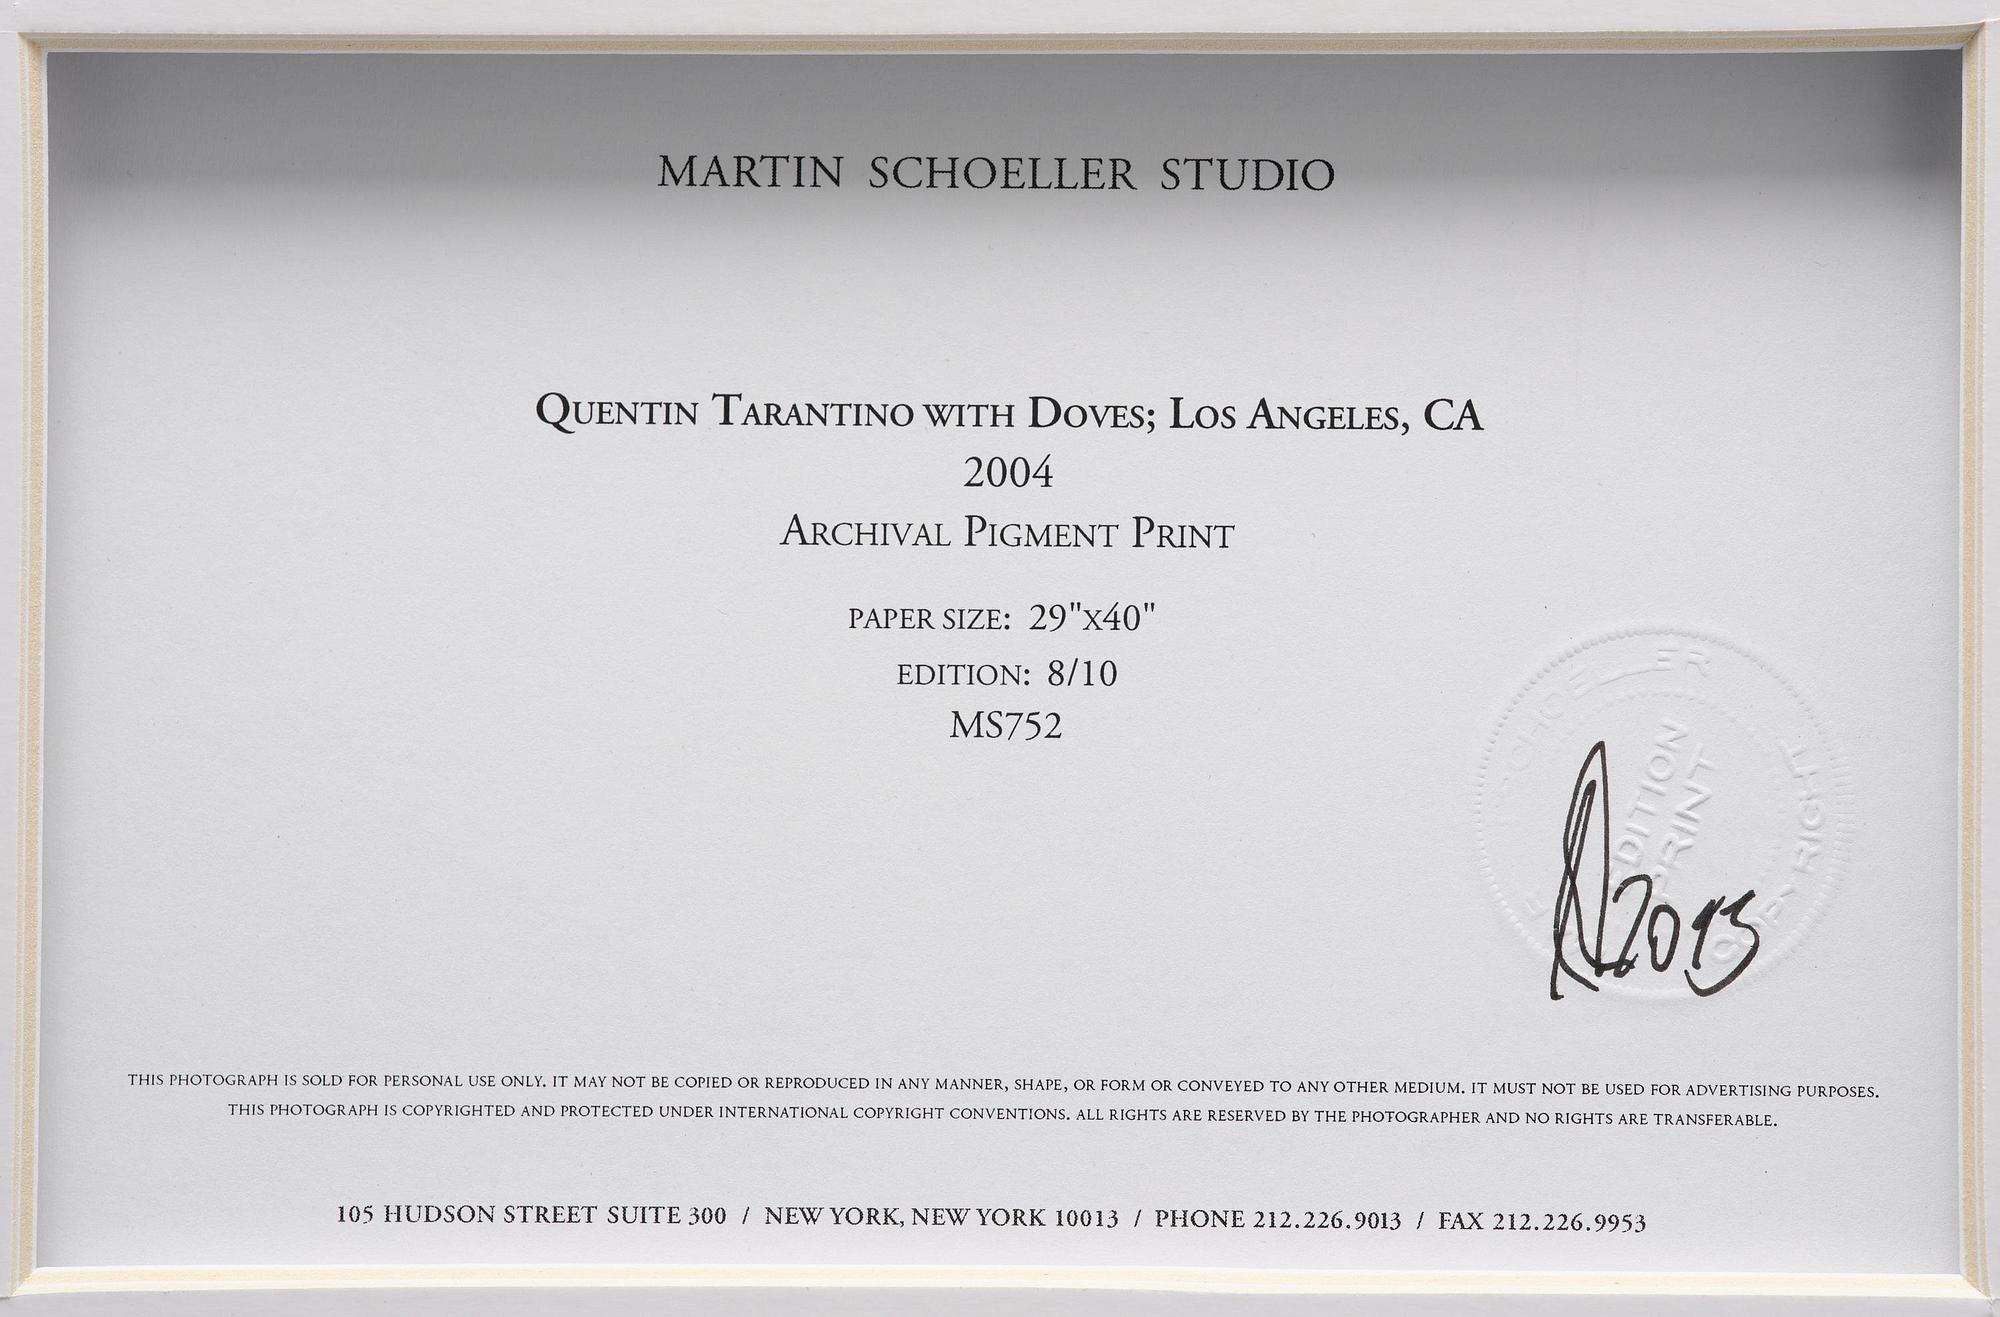 MARTIN SCHOELLER STUDIO
QUENTIN TARANTINO WITH DOVES; LOS ANGELES, CA
2004
ARCHIVAL PIGMENT PRINT
PAPER SIZE: 29"X40"
EDITION: 8/10
MS752
SCHOELLER
EDITION
PRINT
COPYRIGHT
2013
THIS PHOTOGRAPH IS SOLD FOR PERSONAL USE ONLY. IT MAY NOT BE COPIED OR REPRODUCED IN ANY MANNER, SHAPE, OR FORM OR CONVEYED TO ANY OTHER MEDIUM. IT MUST NOT BE USED FOR ADVERTISING PURPOSES.
THIS PHOTOGRAPH IS COPYRIGHTED AND PROTECTED UNDER INTERNATIONAL COPYRIGHT CONVENTIONS. ALL RIGHTS ARE RESERVED BY THE PHOTOGRAPHER AND NO RIGHTS ARE TRANSFERABLE.
105 HUDSON STREET SUITE 300 / NEW YORK, NEW YORK 10013 / PHONE 212.226.9013 / FAX 212.226.9953